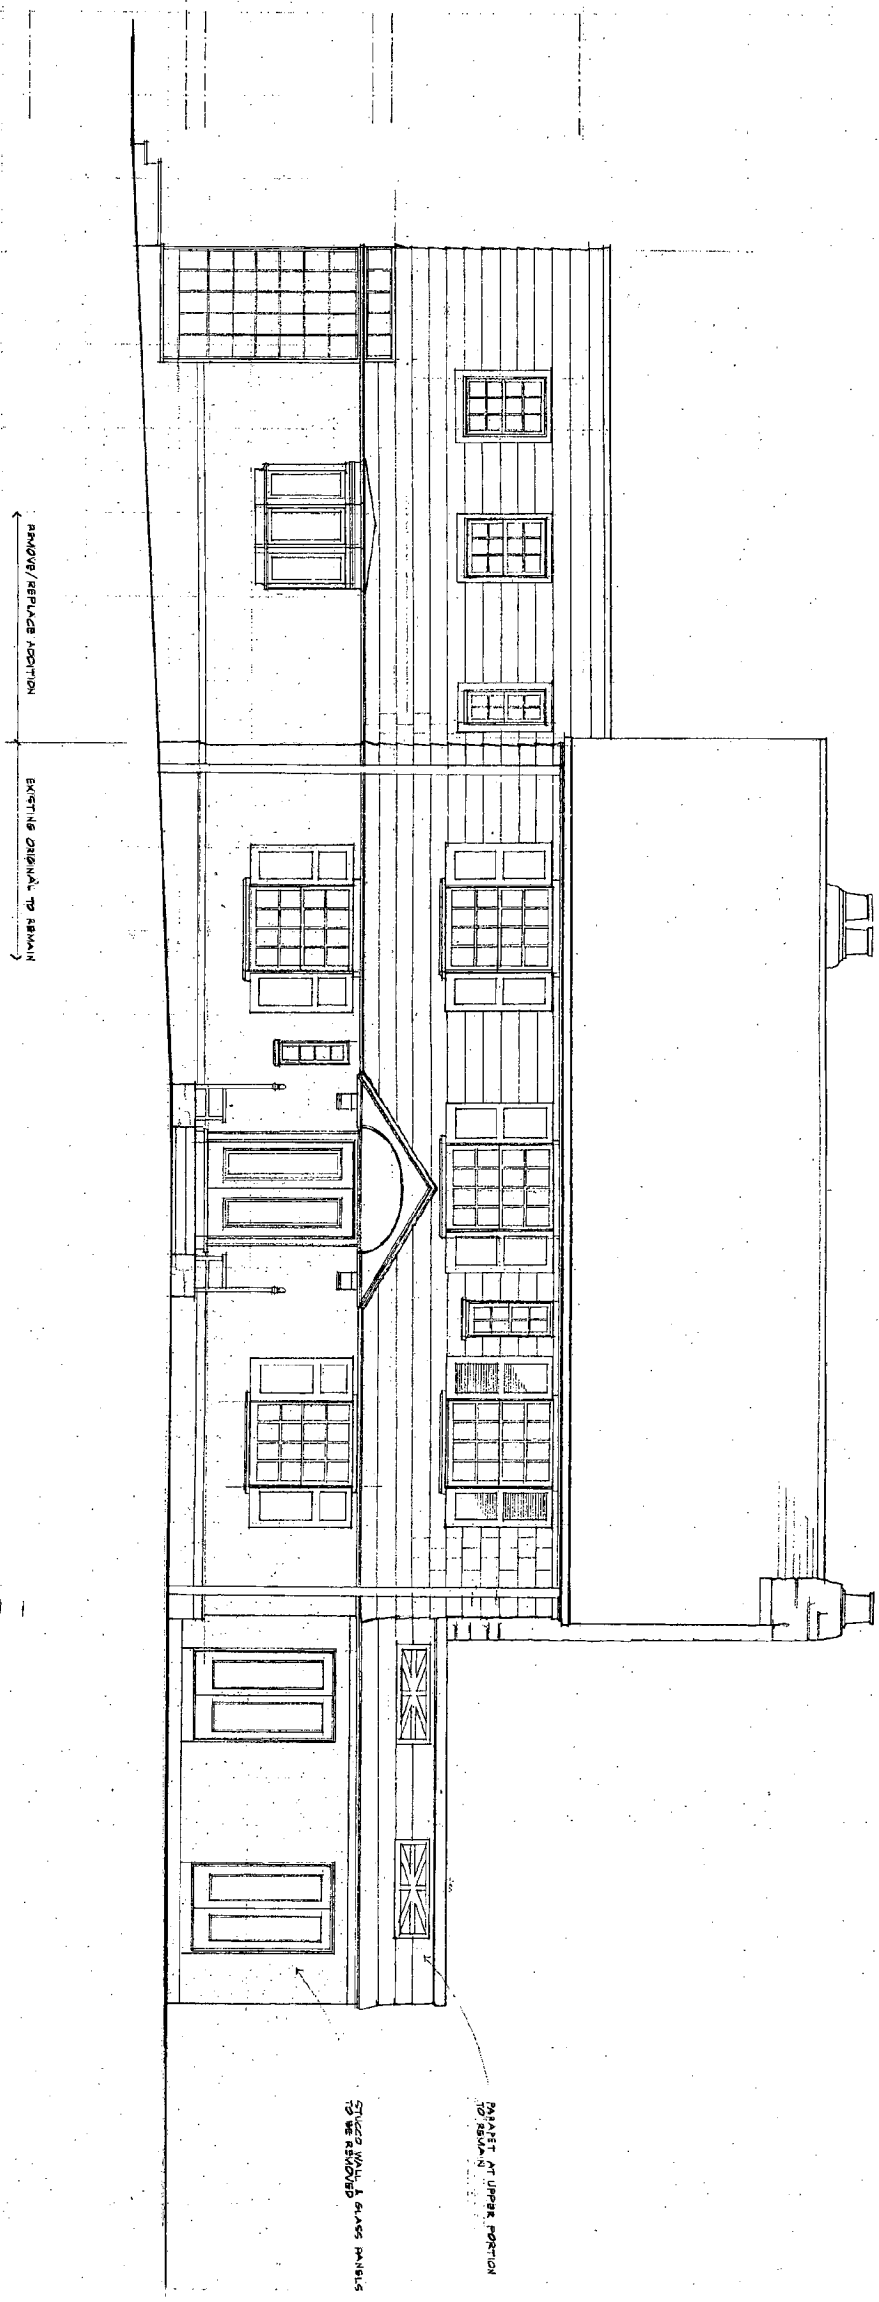 REMOVE/REPLACE ADDITION
EXISTING ORIGINAL TO REMAIN
PARAPET AT UPPER PORTION
TO REMAIN
STUCCO WALL & GLASS PANELS
TO BE REMOVED